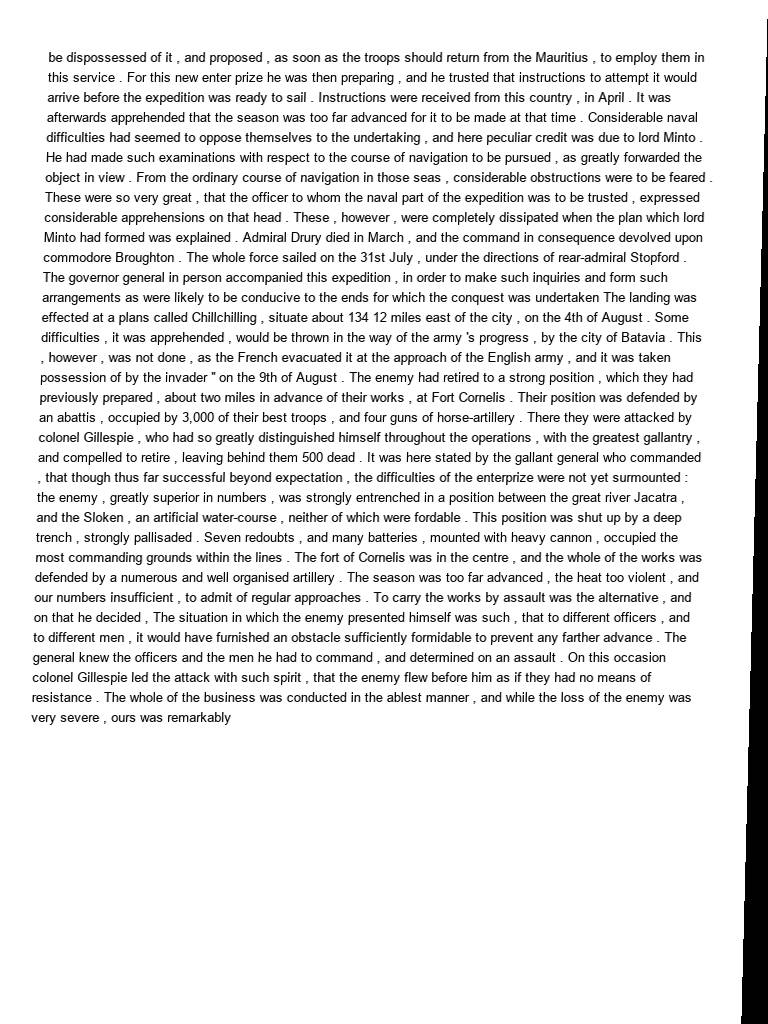 be dispossessed of it , and proposed , as soon as the troops should return from the Mauritius , to employ them in
this service . For this new enter prize he was then preparing , and he trusted that instructions to attempt it would
arrive before the expedition was ready to sail . Instructions were received from this country , in April . It was
afterwards apprehended that the season was too far advanced for it to be made at that time . Considerable naval
difficulties had seemed to oppose themselves to the undertaking , and here peculiar credit was due to lord Minto .
He had made such examinations with respect to the course of navigation to be pursued , as greatly forwarded the
object in view . From the ordinary course of navigation in those seas , considerable obstructions were to be feared .
These were so very great , that the officer to whom the naval part of the expedition was to be trusted , expressed
considerable apprehensions on that head . These , however , were completely dissipated when the plan which lord
Minto had formed was explained . Admiral Drury died in March , and the command in consequence devolved upon
commodore Broughton . The whole force sailed on the 31st July , under the directions of rear-admiral Stopford .
The governor general in person accompanied this expedition , in order to make such inquiries and form such
arrangements as were likely to be conducive to the ends for which the conquest was undertaken The landing was
effected at a plans called Chillchilling , situate about 134 12 miles east of the city , on the 4th of August . Some
difficulties , it was apprehended , would be thrown in the way of the army 's progress , by the city of Batavia . This
, however , was not done , as the French evacuated it at the approach of the English army , and it was taken
possession of by the invader " on the 9th of August . The enemy had retired to a strong position , which they had
previously prepared , about two miles in advance of their works , at Fort Cornelis . Their position was defended by
an abattis , occupied by 3,000 of their best troops , and four guns of horse-artillery . There they were attacked by
colonel Gillespie , who had so greatly distinguished himself throughout the operations , with the greatest gallantry ,
and compelled to retire , leaving behind them 500 dead . It was here stated by the gallant general who commanded
, that though thus far successful beyond expectation , the difficulties of the enterprize were not yet surmounted :
the enemy , greatly superior in numbers , was strongly entrenched in a position between the great river Jacatra ,
and the Sloken , an artificial water-course , neither of which were fordable . This position was shut up by a deep
trench , strongly pallisaded . Seven redoubts , and many batteries , mounted with heavy cannon , occupied the
most commanding grounds within the lines . The fort of Cornelis was in the centre , and the whole of the works was
defended by a numerous and well organised artillery . The season was too far advanced , the heat too violent , and
our numbers insufficient , to admit of regular approaches . To carry the works by assault was the alternative , and
on that he decided , The situation in which the enemy presented himself was such , that to different officers , and
to different men , it would have furnished an obstacle sufficiently formidable to prevent any farther advance . The
general knew the officers and the men he had to command , and determined on an assault . On this occasion
colonel Gillespie led the attack with such spirit , that the enemy flew before him as if they had no means of
resistance . The whole of the business was conducted in the ablest manner , and while the loss of the enemy was
very severe , ours was remarkably